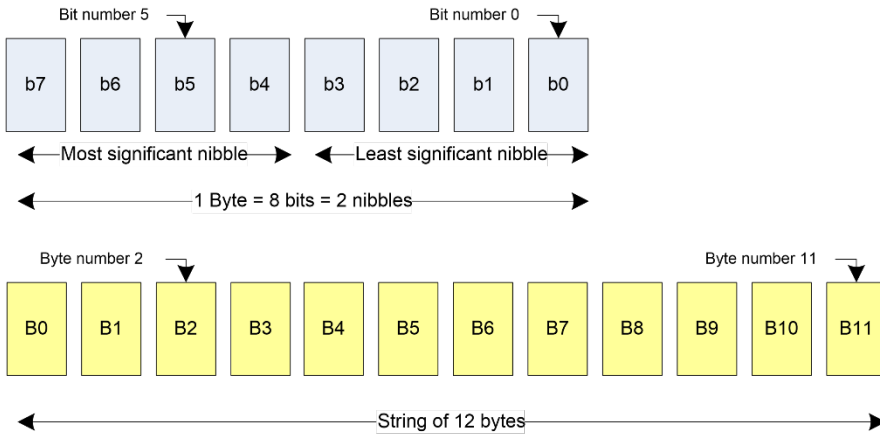 Bit number 5 Bit number 0
b7 b6 b5 b4 b3 b2 b1 b0
Most significant nibble Least significant nibble
1 Byte = 8 bits = 2 nibbles
Byte number 2 Byte number 11
B0 B1 B2 B3 B4 B5 B6 B7 B8 B9 B10 B11
String of 12 bytes